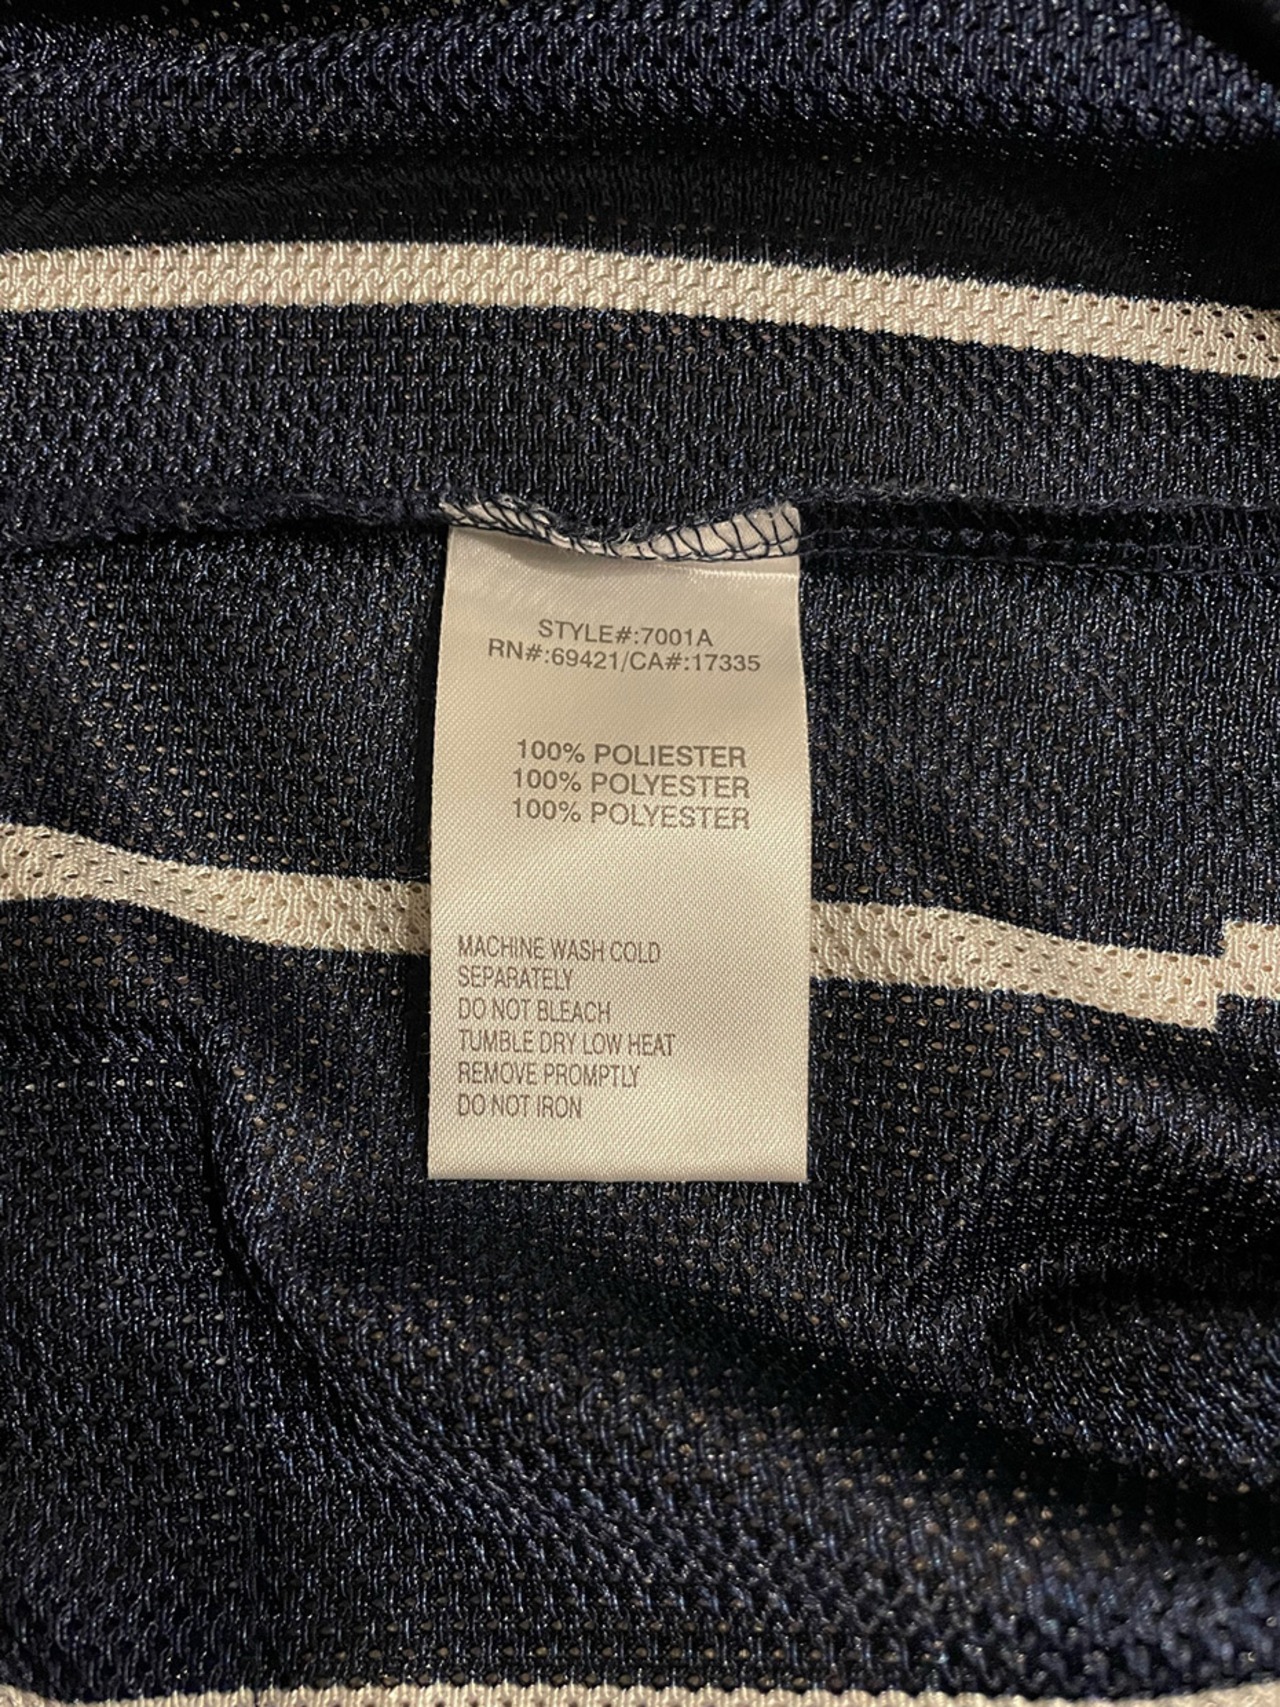 STYLE#:7001A
RN#:69421/CA#:17335
100% POLIESTER
100% POLYESTER
100% POLYESTER
MACHINE WASH COLD
SEPARATELY
DO NOT BLEACH
TUMBLE DRY LOW HEAT
REMOVE PROMPTLY
DO NOT IRON